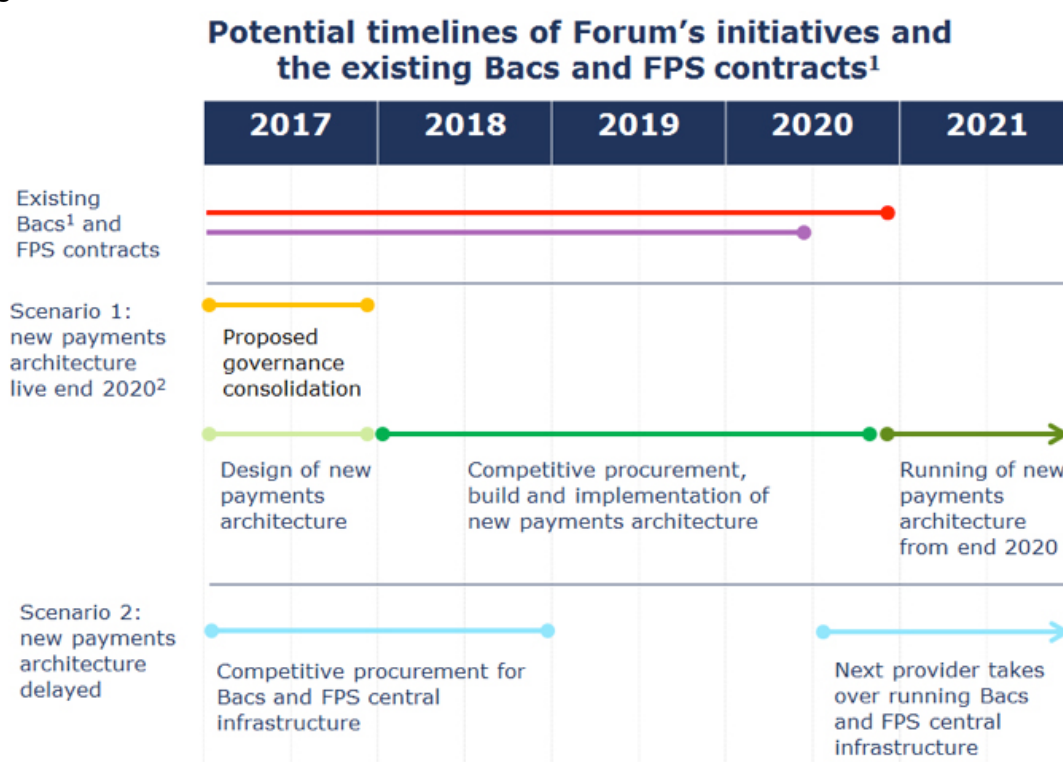 Potential timelines of Forum's initiatives and
the existing Bacs and FPS contracts¹
2017 2018 2019 2020 2021
Existing
Bacs¹ and
FPS contracts
Scenario 1:
new payments
architecture
live end 2020²
Proposed
governance
consolidation
Design of new
payments
architecture
Competitive procurement,
build and implementation of
new payments architecture
Running of new
payments
architecture
from end 2020
Scenario 2:
new payments
architecture
delayed
Competitive procurement for
Bacs and FPS central
infrastructure
Next provider takes
over running Bacs
and FPS central
infrastructure